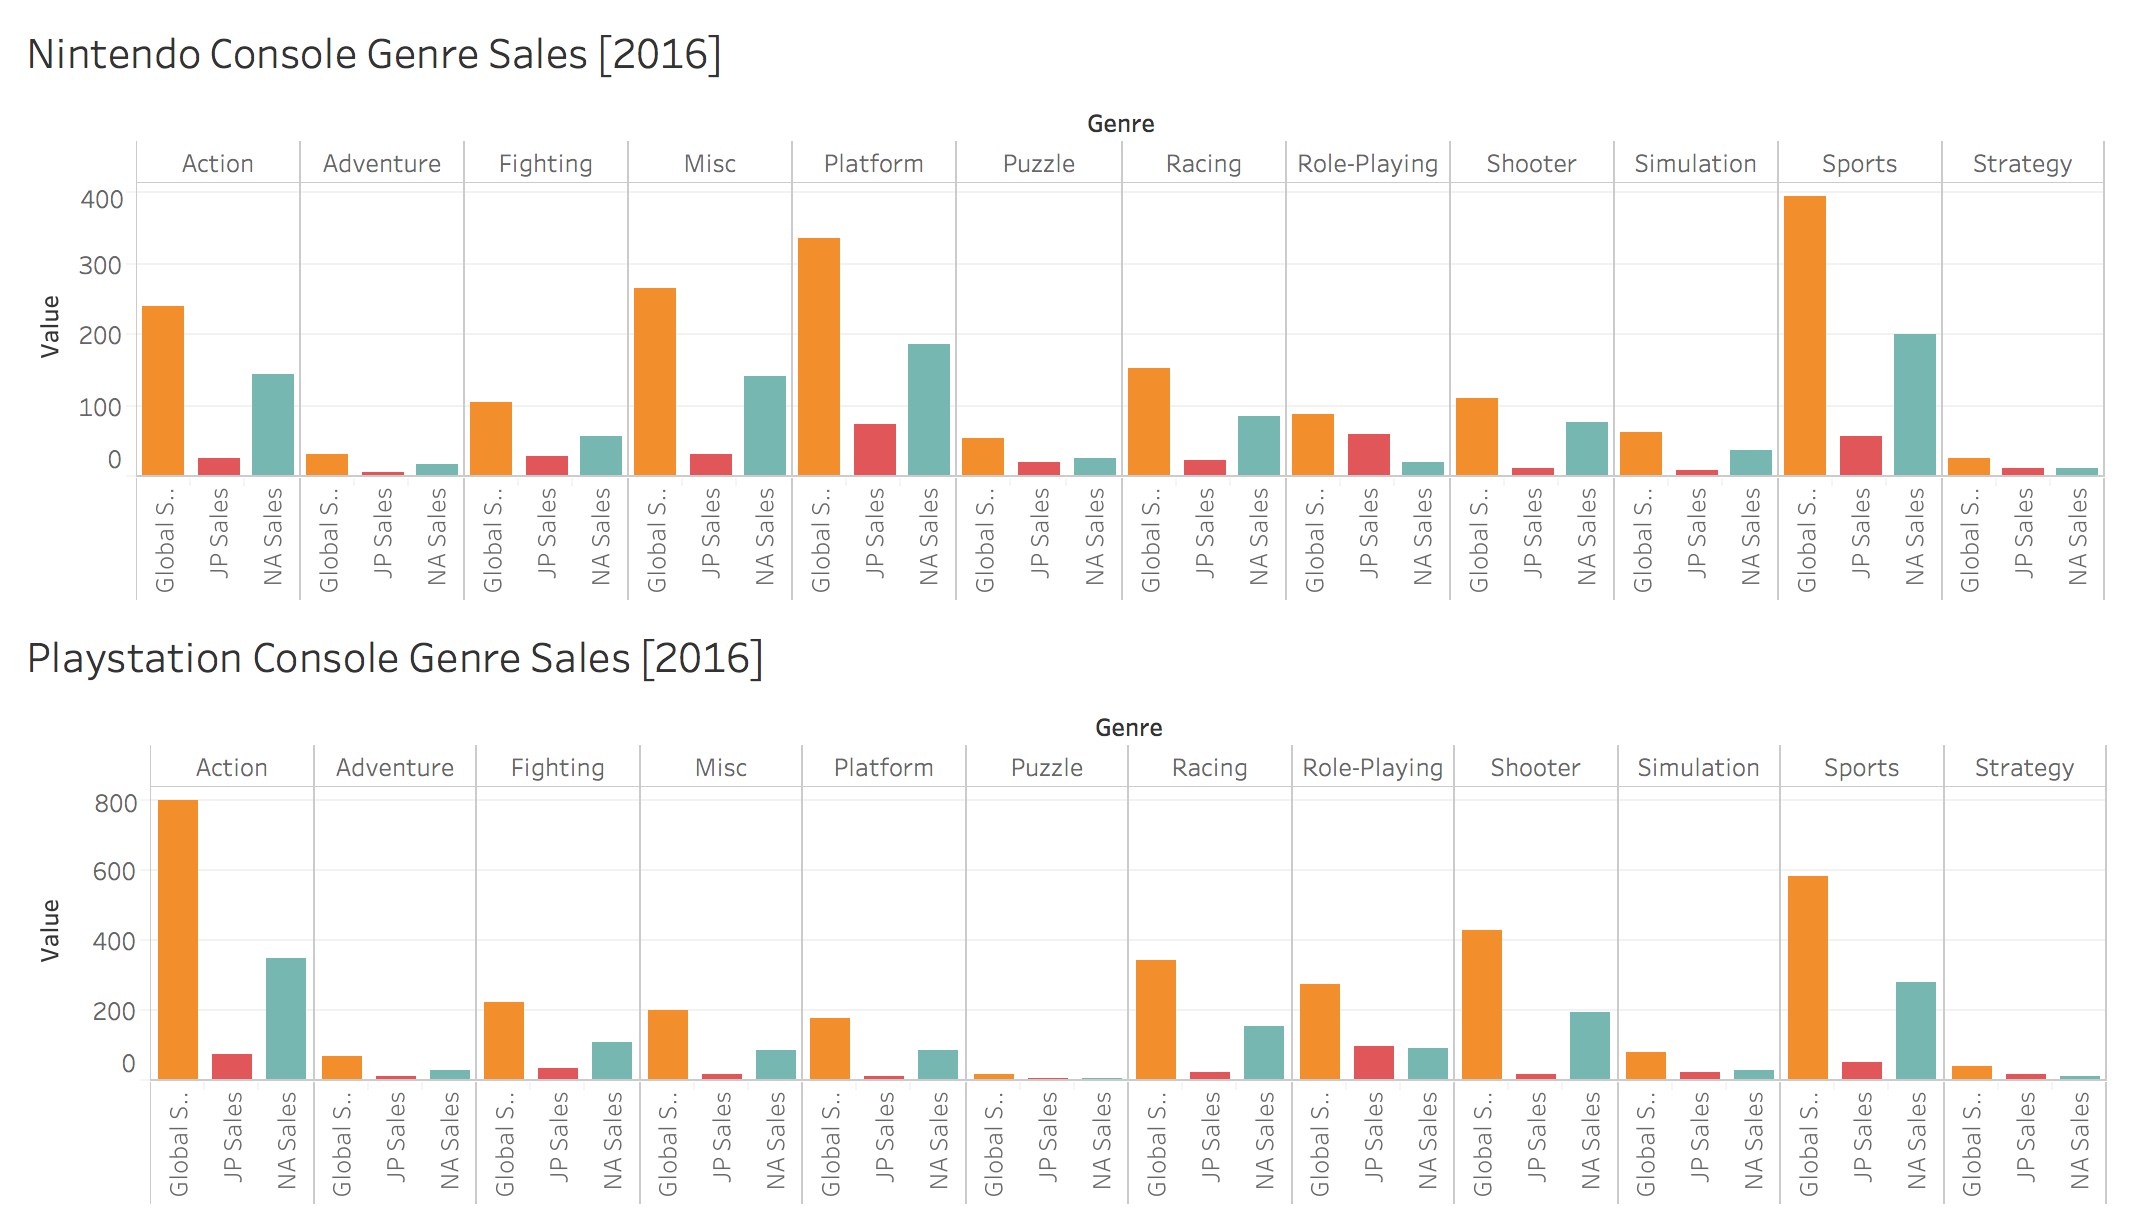 Nintendo Console Genre Sales [2016]
Genre
Action Adventure Fighting Misc Platform Puzzle Racing Role-Playing Shooter Simulation Sports Strategy
400
300
200
100
0
Value
Global S.. JP Sales NA Sales Global S.. JP Sales NA Sales Global S.. JP Sales NA Sales Global S.. JP Sales NA Sales Global S.. JP Sales NA Sales Global S.. JP Sales NA Sales Global S.. JP Sales NA Sales Global S.. JP Sales NA Sales Global S.. JP Sales NA Sales Global S.. JP Sales NA Sales Global S.. JP Sales NA Sales Global S.. JP Sales NA Sales
Playstation Console Genre Sales [2016]
Genre
Action Adventure Fighting Misc Platform Puzzle Racing Role-Playing Shooter Simulation Sports Strategy
800
600
400
200
0
Value
Global S.. JP Sales NA Sales Global S.. JP Sales NA Sales Global S.. JP Sales NA Sales Global S.. JP Sales NA Sales Global S.. JP Sales NA Sales Global S.. JP Sales NA Sales Global S.. JP Sales NA Sales Global S.. JP Sales NA Sales Global S.. JP Sales NA Sales Global S.. JP Sales NA Sales Global S.. JP Sales NA Sales Global S.. JP Sales NA Sales